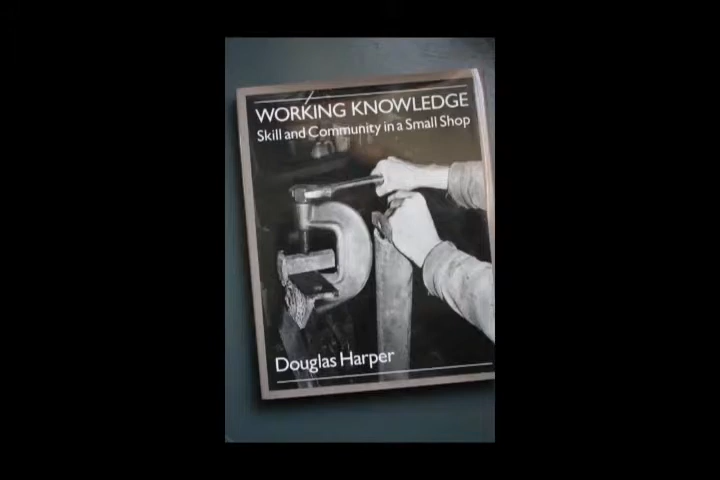 WORKING KNOWLEDGE
Skill and Community in a Small Shop
Douglas Harper